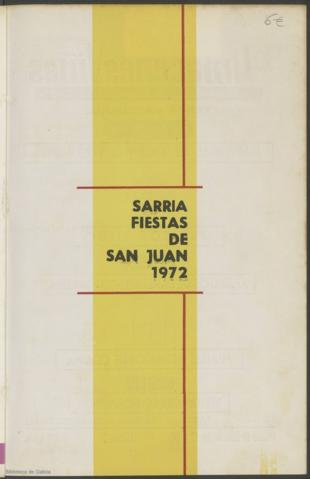 6 €
SARRIA
FIESTAS
DE
SAN JUAN
1972
Biblioteca de Galicia